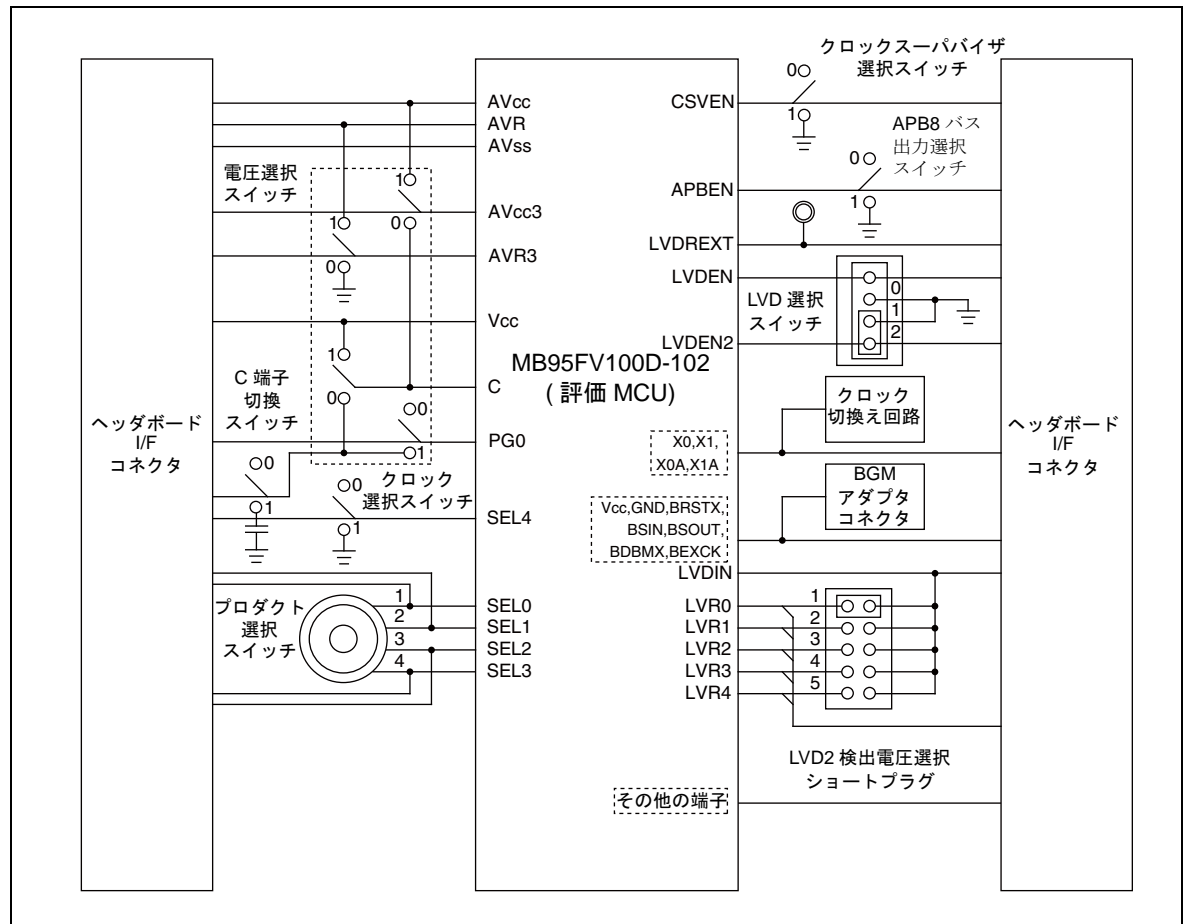 クロックスーパバイザ
選択スイッチ
0
1
AVcc
AVR
AVss
CSVEN
APB8 バス
出力選択
スイッチ
0
1
電圧選択
スイッチ
1
0
AVcc3
APBEN
1
0
AVR3
LVDREXT
LVDEN
LVD 選択
スイッチ
0
1
2
Vcc
LVDEN2
1
0
MB95FV100D-102
( 評価 MCU)
C 端子
切換
スイッチ
C
クロック
切換え回路
ヘッダボード
I/F
コネクタ
ヘッダボード
I/F
コネクタ
0
1
PG0
X0,X1,
X0A,X1A
0
1
クロック
選択スイッチ
0
1
BGM
アダプタ
コネクタ
SEL4
Vcc,GND,BRSTX,
BSIN,BSOUT,
BDBMX,BEXCK
LVDIN
プロダクト
選択
スイッチ
1
2
3
4
SEL0
SEL1
SEL2
SEL3
LVR0
LVR1
LVR2
LVR3
LVR4
1
2
3
4
5
LVD2 検出電圧選択
ショートプラグ
その他の端子